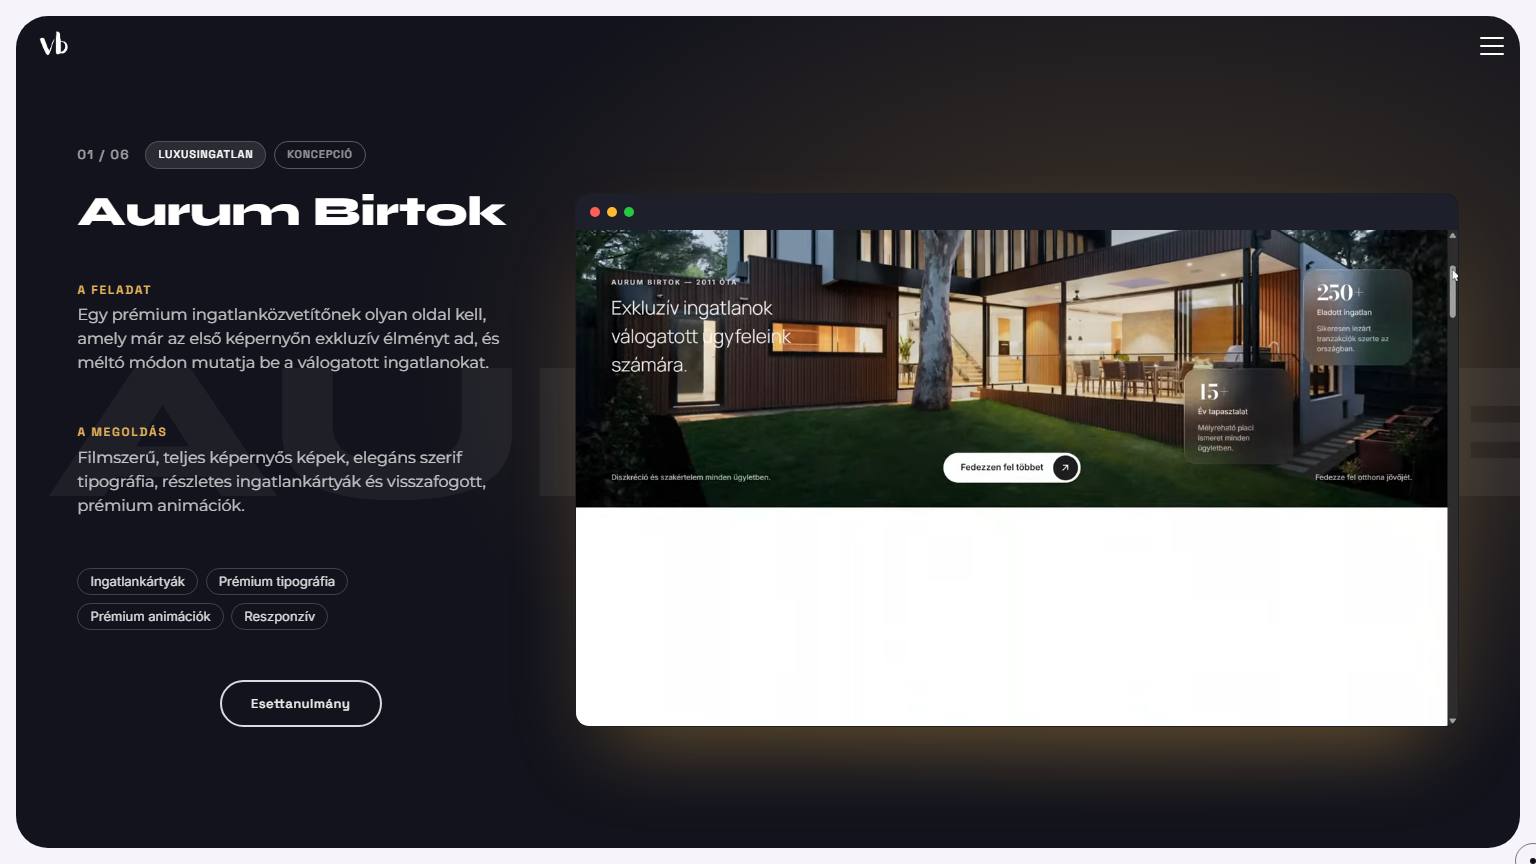 vb
01 / 06
LUXUSINGATLAN
KONCEPCIÓ
Aurum Birtok
A FELADAT
Egy prémium ingatlanközvetítőnek olyan oldal kell,
amely már az első képernyőn exkluzív élményt ad, és
méltó módon mutatja be a válogatott ingatlanokat.
A MEGOLDÁS
Filmszerű, teljes képernyős képek, elegáns szerif
tipográfia, részletes ingatlankártyák és visszafogott,
prémium animációk.
Ingatlankártyák
Prémium tipográfia
Prémium animációk
Reszponzív
Esettanulmány
AURUM BIRTOK — 2011 ÓTA
Exkluzív ingatlanok
válogatott ügyfeleink
számára.
Diszkréció és szakértelem minden ügyletben.
Fedezzen fel többet
250+
Eladott ingatlan
Sikeresen lezárt
tranzakciók szerte az
országban.
15+
Év tapasztalat
Mélyreható piaci
ismeret minden
ügyletben.
Fedezze fel otthona jövőjét.